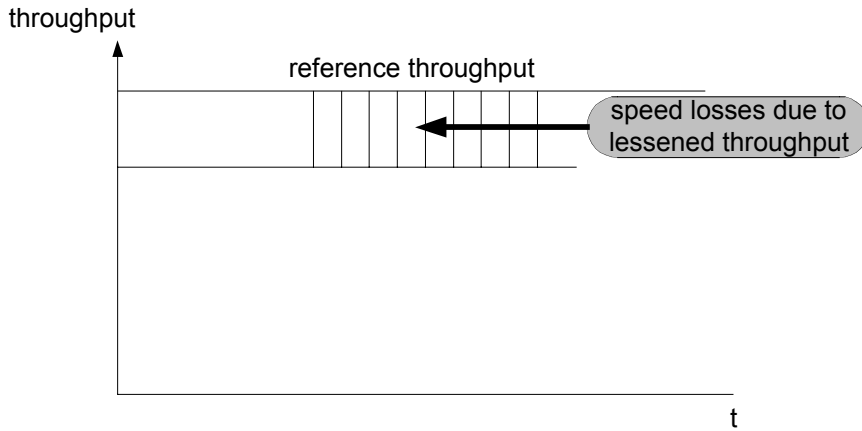 throughput
reference throughput
speed losses due to
lessened throughput
t